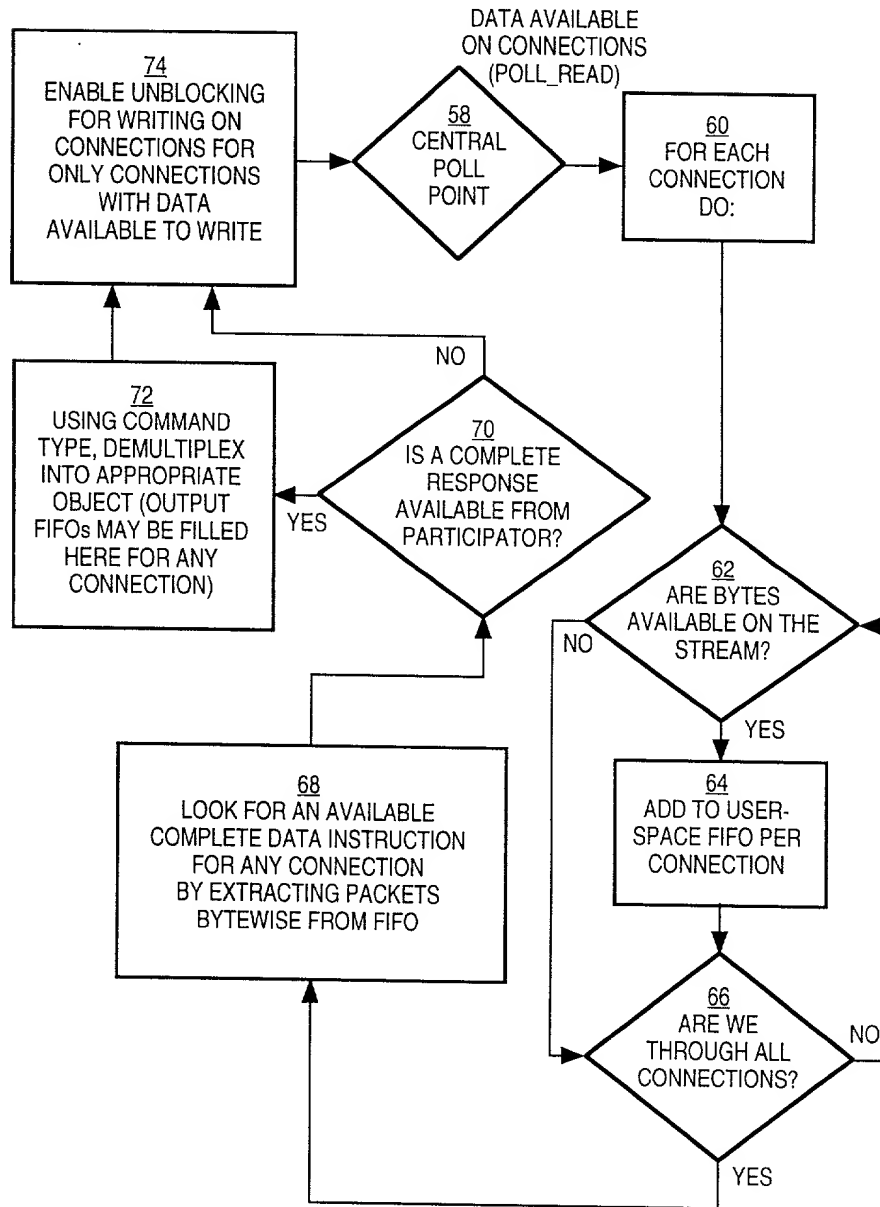 DATA AVAILABLE
ON CONNECTIONS
(POLL_READ)
74
ENABLE UNBLOCKING
FOR WRITING ON
CONNECTIONS FOR
ONLY CONNECTIONS
WITH DATA
AVAILABLE TO WRITE
58
CENTRAL
POLL
POINT
60
FOR EACH
CONNECTION
DO:
NO
72
USING COMMAND
TYPE, DEMULTIPLEX
INTO APPROPRIATE
OBJECT (OUTPUT
FIFOs MAY BE FILLED
HERE FOR ANY
CONNECTION)
YES
70
IS A COMPLETE
RESPONSE
AVAILABLE FROM
PARTICIPATOR?
62
ARE BYTES
AVAILABLE ON THE
STREAM?
NO
YES
64
ADD TO USER-
SPACE FIFO PER
CONNECTION
68
LOOK FOR AN AVAILABLE
COMPLETE DATA INSTRUCTION
FOR ANY CONNECTION
BY EXTRACTING PACKETS
BYTEWISE FROM FIFO
66
ARE WE
THROUGH ALL
CONNECTIONS?
NO
YES